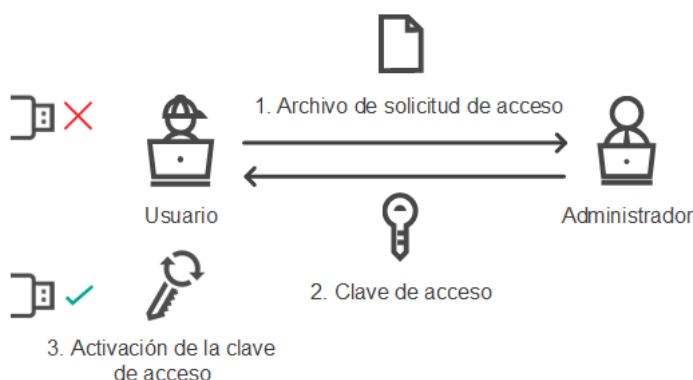 1. Archivo de solicitud de acceso
Usuario
Administrador
2. Clave de acceso
3. Activación de la clave
de acceso